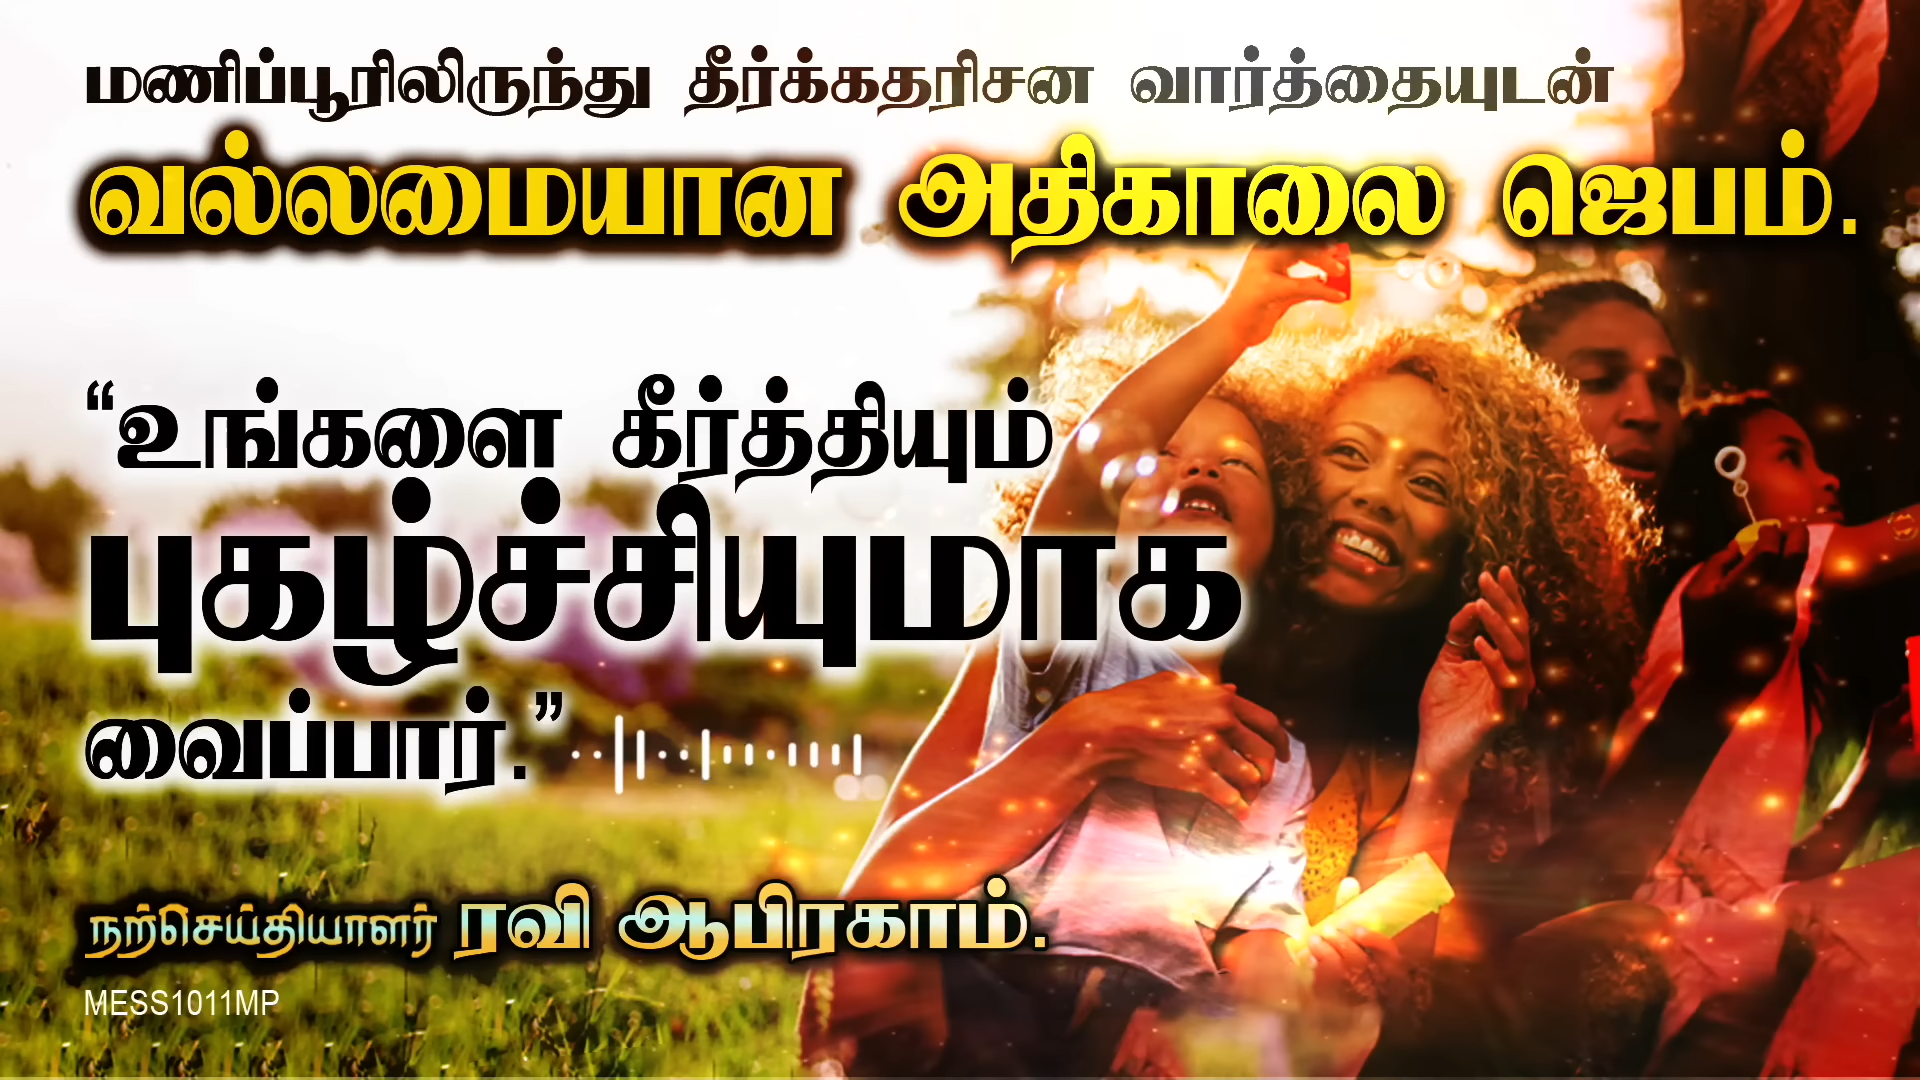 மணிப்பூரிலிருந்து தீர்க்கதரிசன வார்த்தையுடன்
வல்லமையான அதிகாலை ஜெபம்.
“உங்களை கீர்த்தியும்
புகழ்ச்சியுமாக
வைப்பார்.”
நற்செய்தியாளர் ரவி ஆபிரகாம்.
MESS1011MP